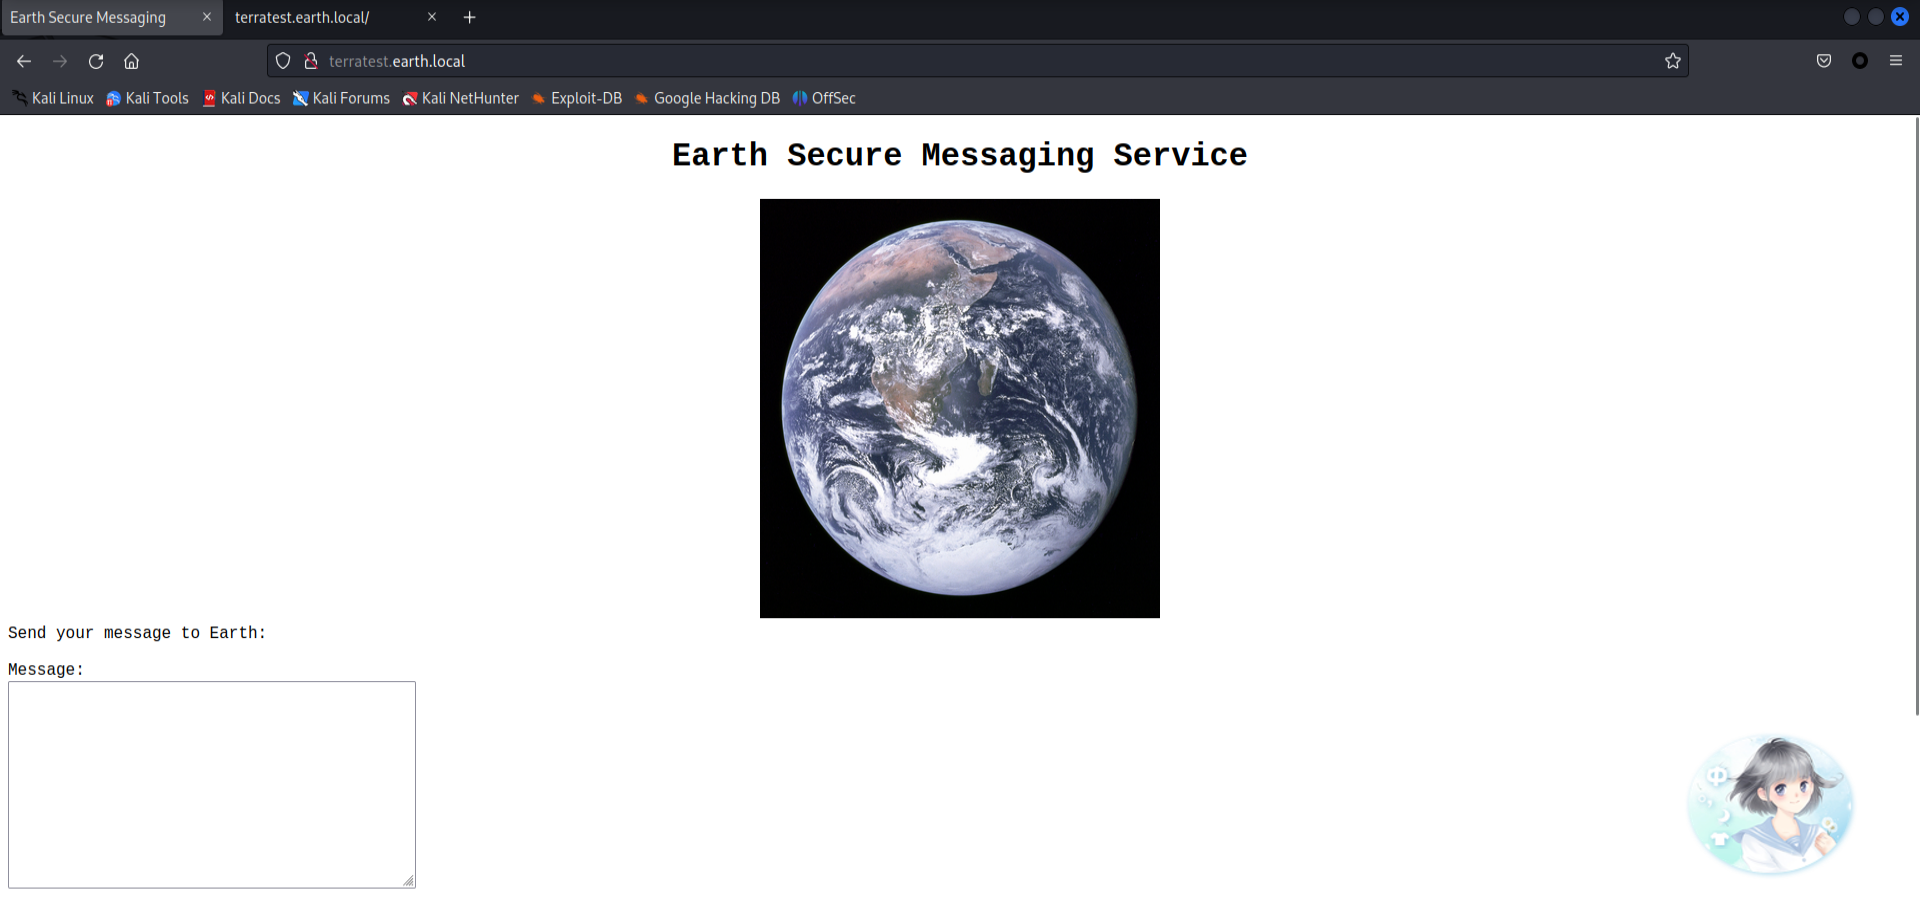 Earth Secure Messaging
terratest.earth.local/
terratest.earth.local
Kali Linux Kali Tools Kali Docs Kali Forums Kali NetHunter Exploit-DB Google Hacking DB OffSec
Earth Secure Messaging Service
Send your message to Earth:
Message: